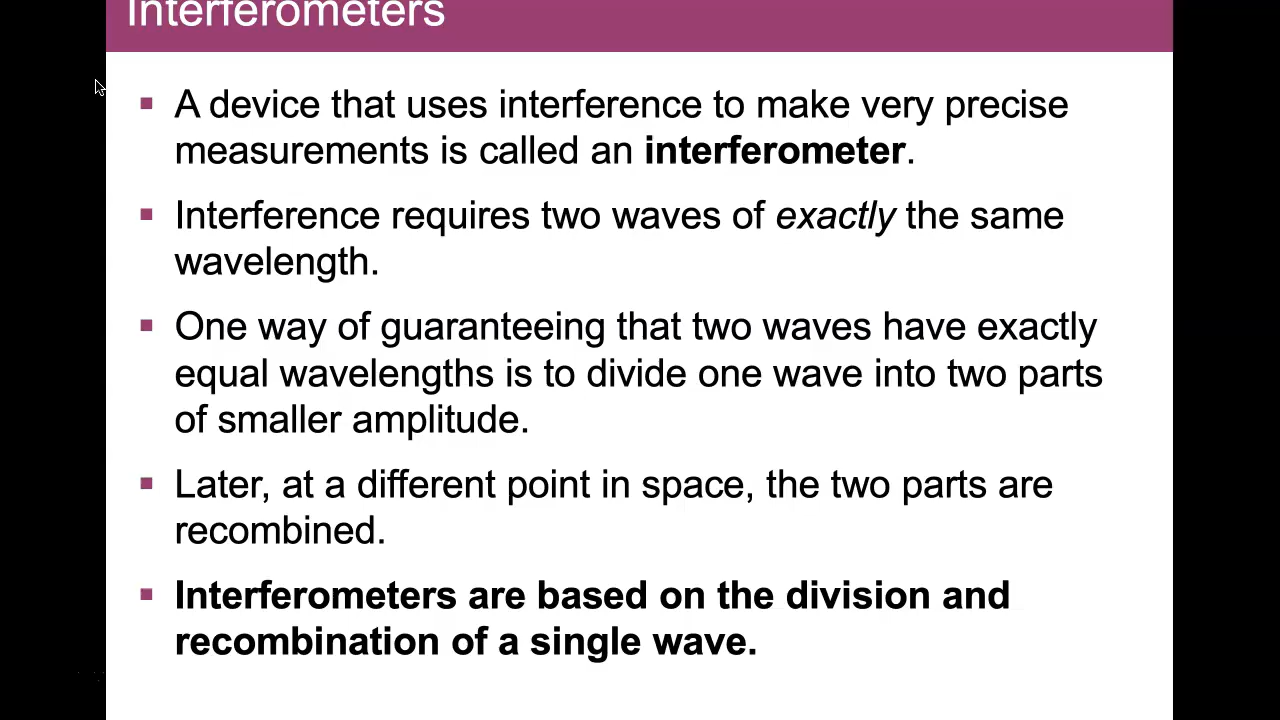 Interferometers
A device that uses interference to make very precise
measurements is called an interferometer.
Interference requires two waves of exactly the same
wavelength.
One way of guaranteeing that two waves have exactly
equal wavelengths is to divide one wave into two parts
of smaller amplitude.
Later, at a different point in space, the two parts are
recombined.
Interferometers are based on the division and
recombination of a single wave.